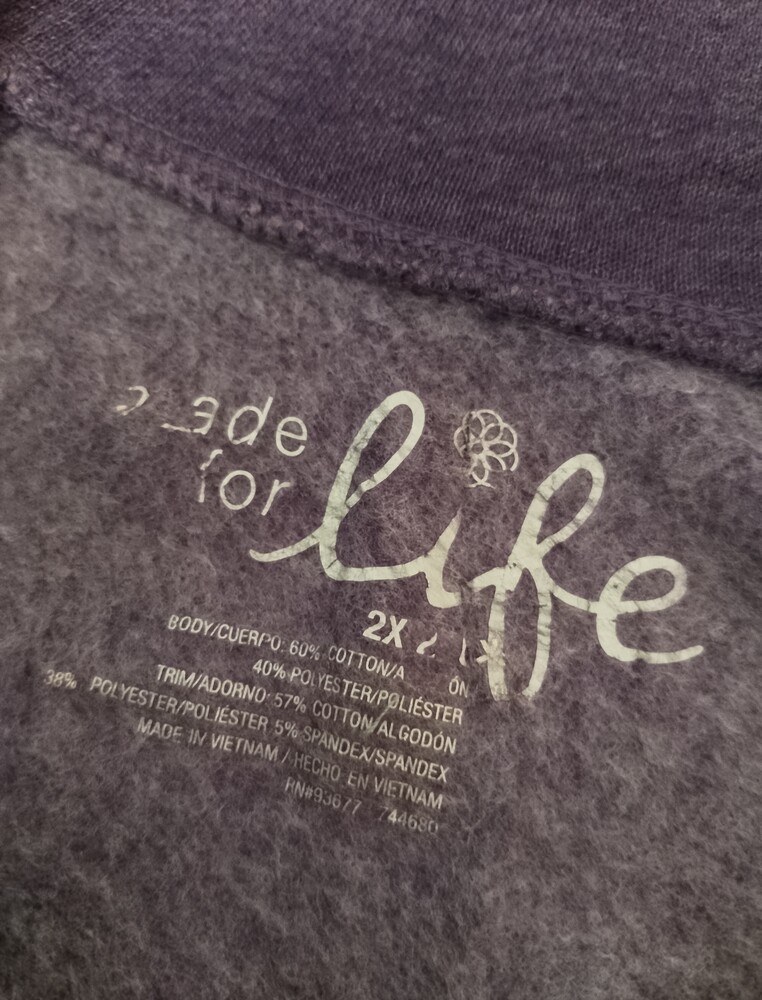 for life
2X
BODY/CUERPO: 60% COTTON/A ÓN
40% POLYESTER/POLIÉSTER
TRIM/ADORNO: 57% COTTON/ALGODÓN
38% POLYESTER/POLIÉSTER 5% SPANDEX/SPANDEX
MADE IN VIETNAM / HECHO EN VIETNAM
RN#93677 744680